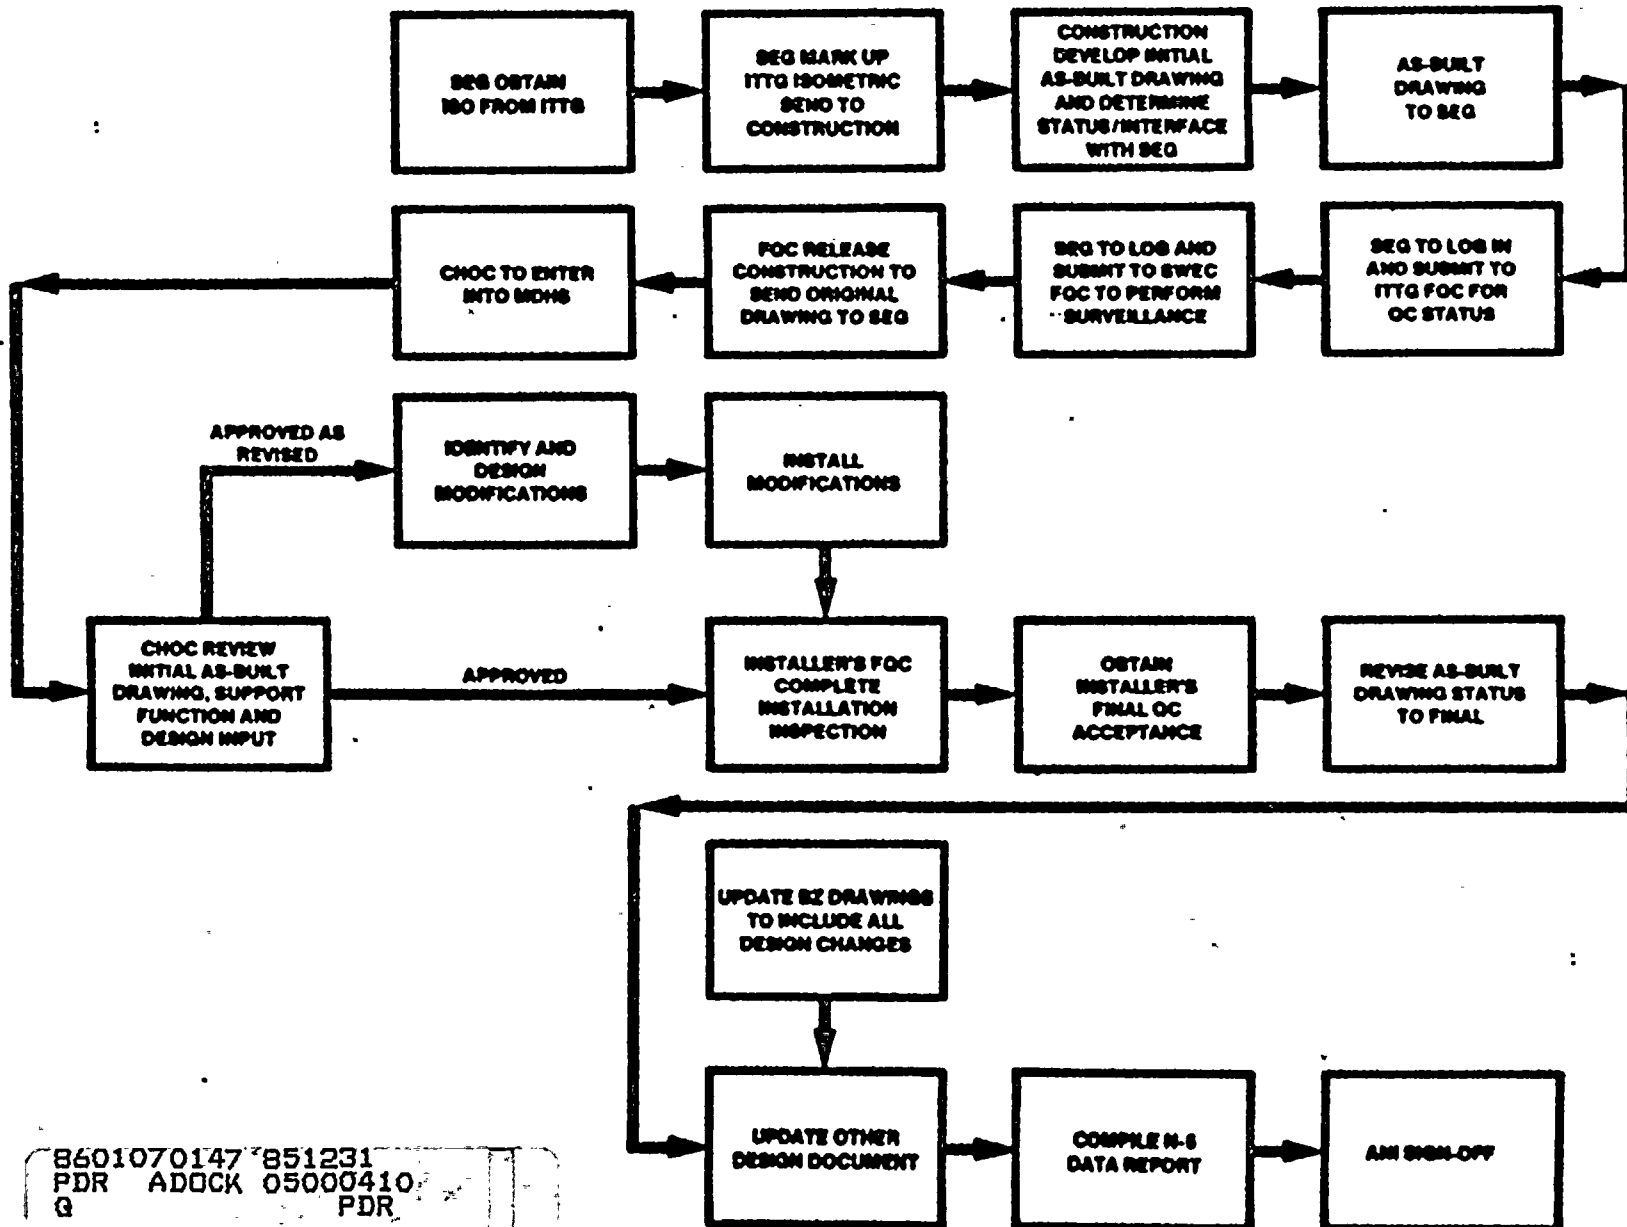 SEG OBTAIN
ISO FROM ITTG
SEG MARK UP
ITTG ISOMETRIC
SEND TO
CONSTRUCTION
CONSTRUCTION
DEVELOP INITIAL
AS-BUILT DRAWING
AND DETERMINE
STATUS/INTERFACE
WITH SEG
AS-BUILT
DRAWING
TO SEG
CHOC TO ENTER
INTO MDHS
FQC RELEASE
CONSTRUCTION TO
SEND ORIGINAL
DRAWING TO SEG
SEG TO LOG AND
SUBMIT TO SWEC
FQC TO PERFORM
SURVEILLANCE
SEG TO LOG IN
AND SUBMIT TO
ITTG FQC FOR
QC STATUS
APPROVED AS
REVISED
IDENTIFY AND
DESIGN
MODIFICATIONS
INSTALL
MODIFICATIONS
CHOC REVIEW
INITIAL AS-BUILT
DRAWING, SUPPORT
FUNCTION AND
DESIGN INPUT
APPROVED
INSTALLER'S FQC
COMPLETE
INSTALLATION
INSPECTION
OBTAIN
INSTALLER'S
FINAL QC
ACCEPTANCE
REVISE AS-BUILT
DRAWING STATUS
TO FINAL
UPDATE BZ DRAWINGS
TO INCLUDE ALL
DESIGN CHANGES
UPDATE OTHER
DESIGN DOCUMENT
COMPILE N-5
DATA REPORT
ANI SIGN-OFF
8601070147 851231
PDR ADOCK 05000410
Q PDR